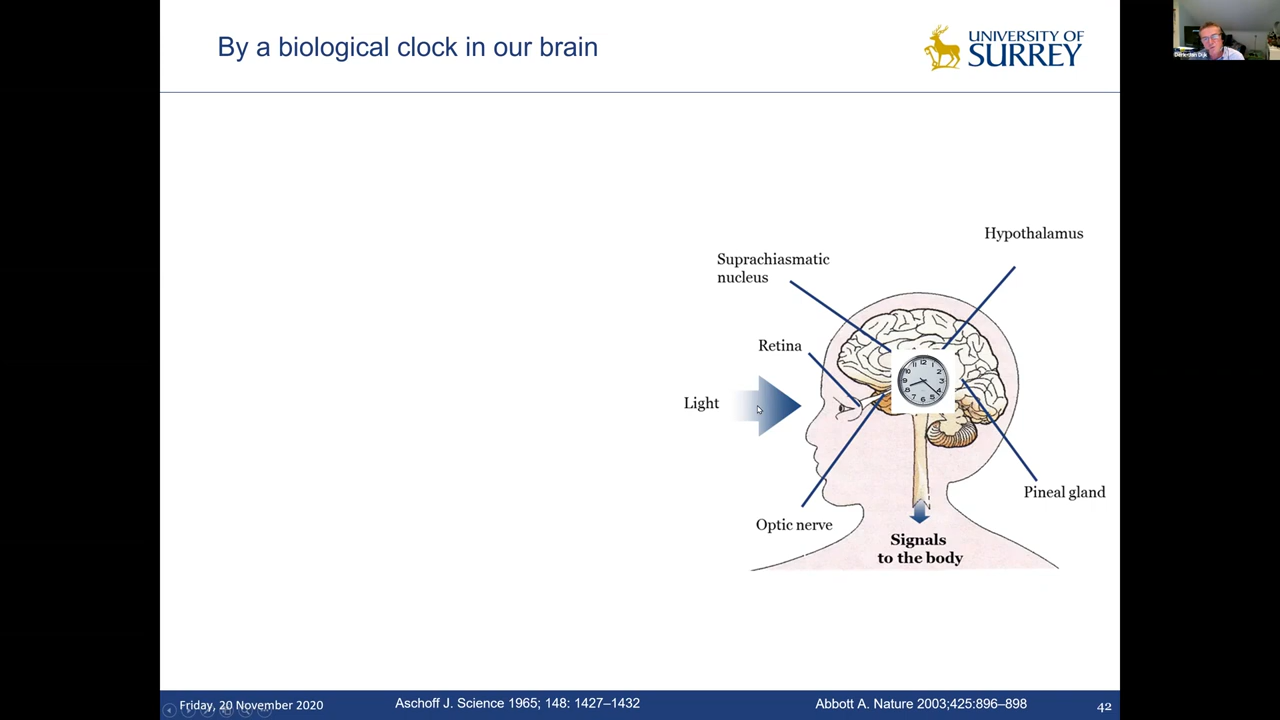 By a biological clock in our brain
UNIVERSITY OF
SURREY
Hypothalamus
Suprachiasmatic
nucleus
Retina
Light
Pineal gland
Optic nerve
Signals
to the body
Friday, 20 November 2020
Aschoff J. Science 1965; 148: 1427–1432
Abbott A. Nature 2003;425:896–898
42